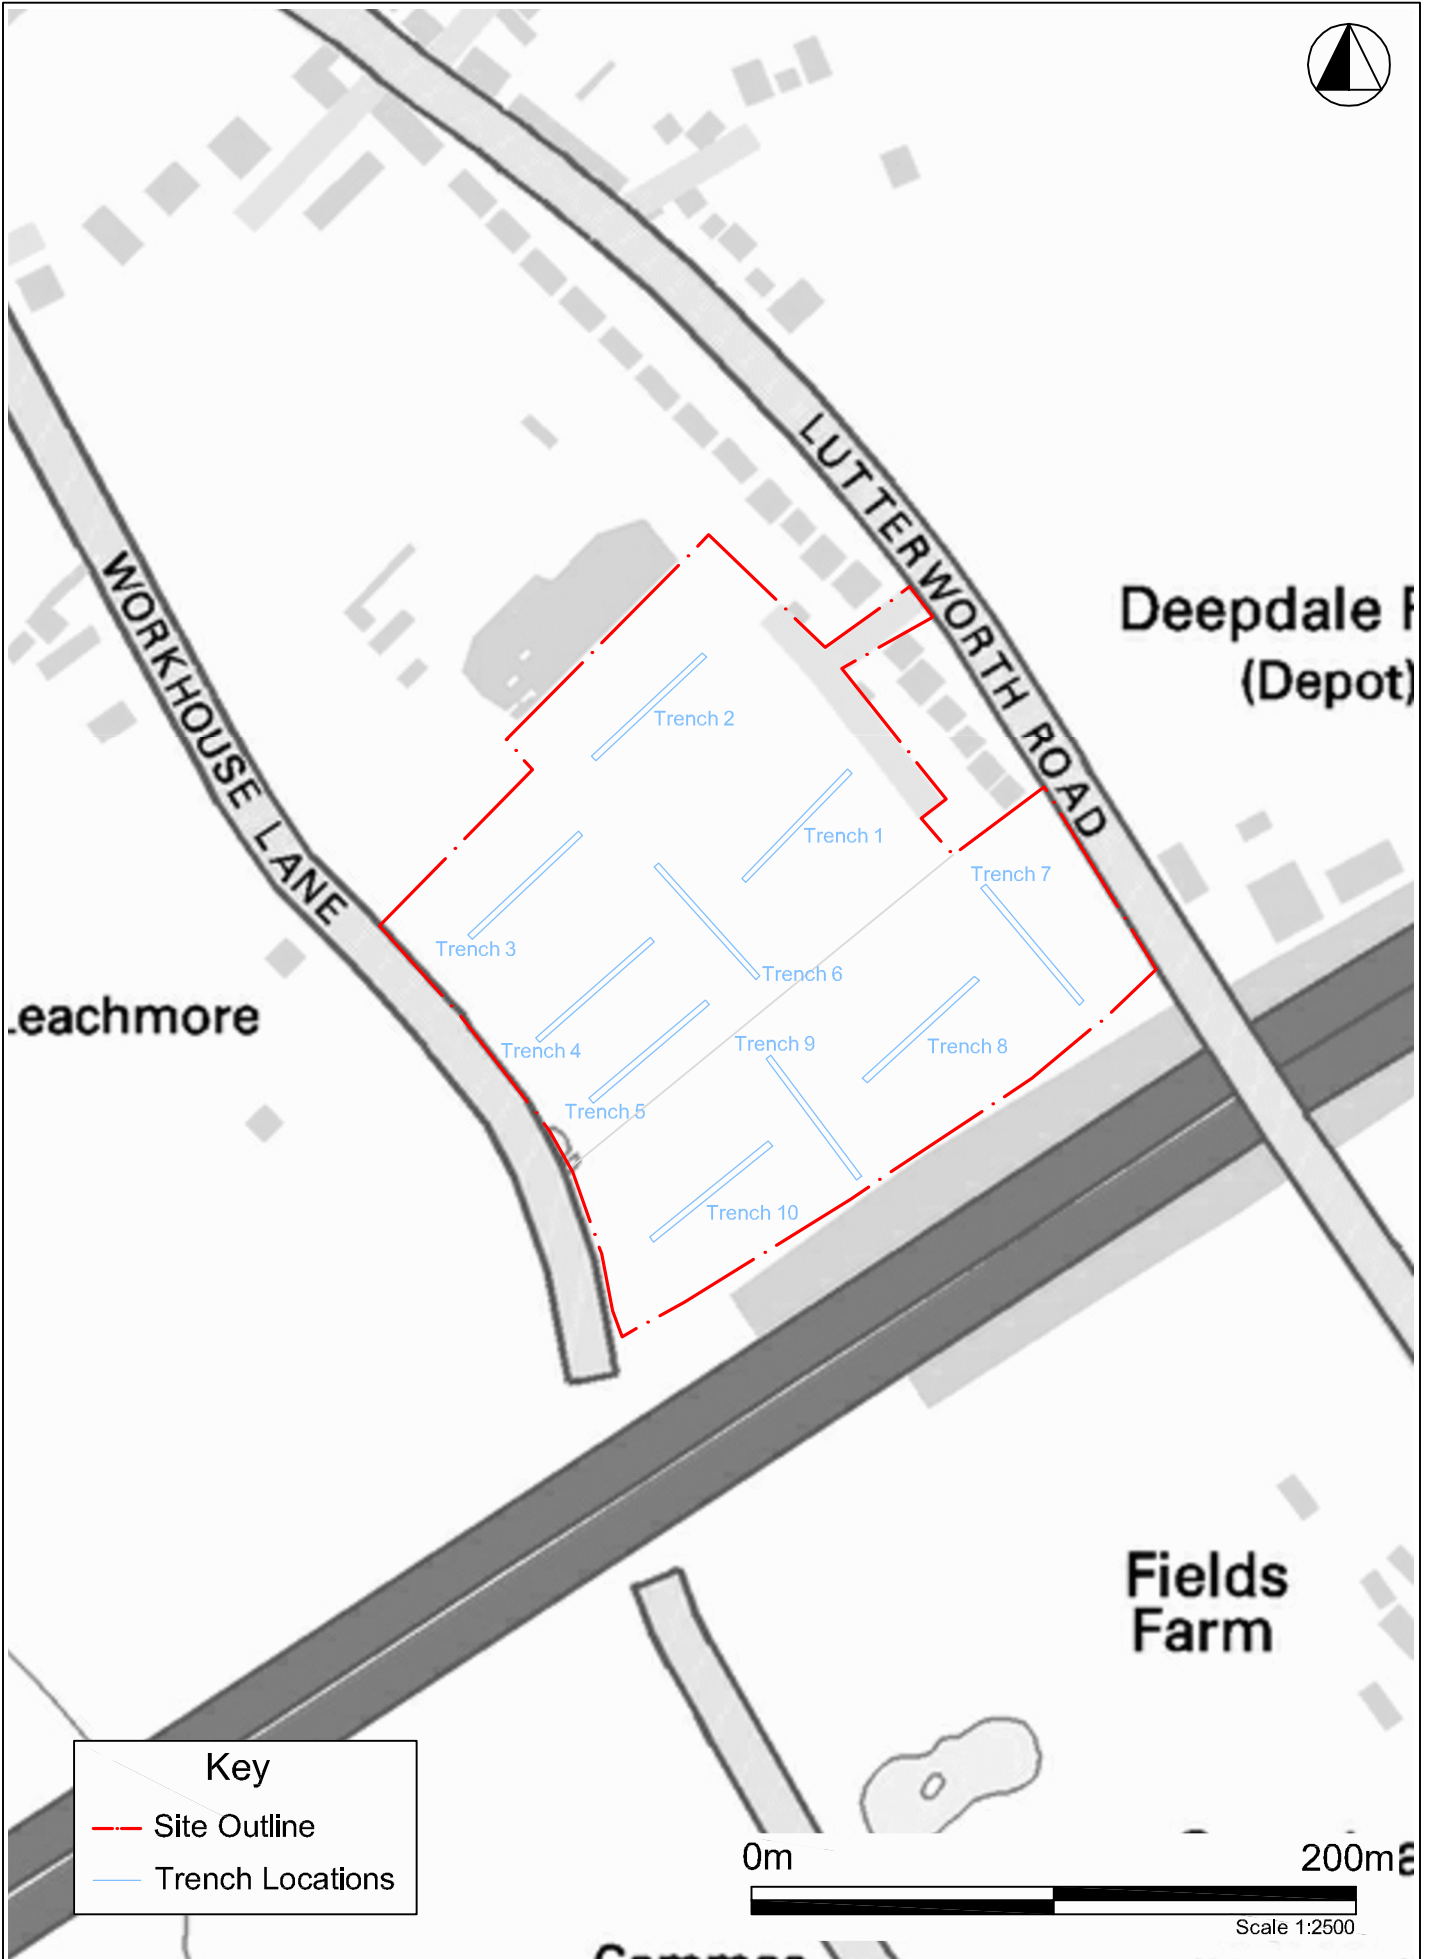 LUTTERWORTH ROAD
WORKHOUSE LANE
Deepdale
(Depot)
Trench 2
Trench 1
Trench 7
Trench 3
Trench 6
Leachmore
Trench 4
Trench 9
Trench 8
Trench 5
Trench 10
Fields
Farm
Key
Site Outline
Trench Locations
0m
200m
Scale 1:2500